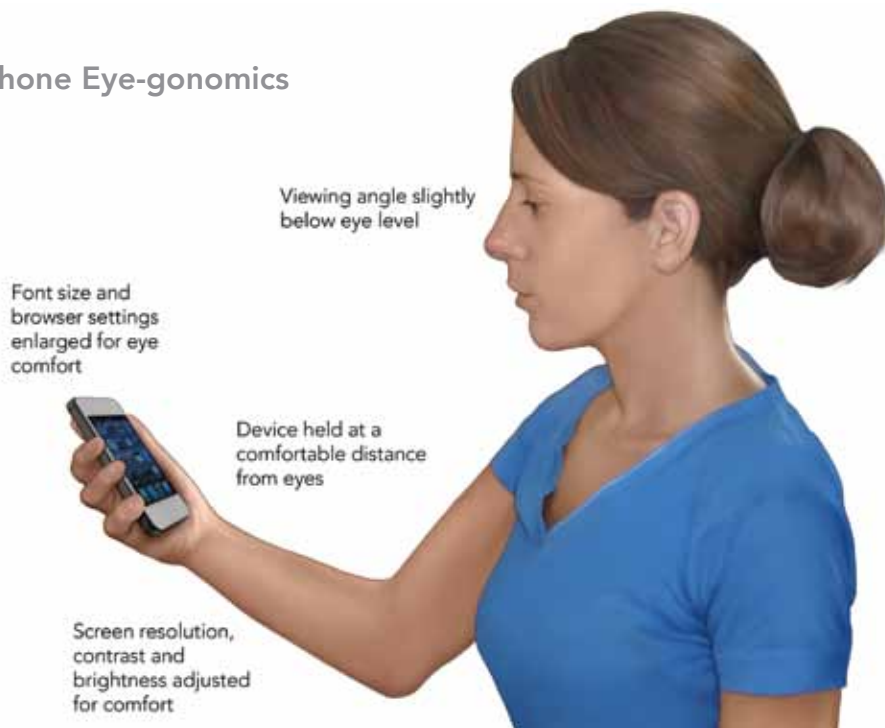 hone Eye-gonomics
Viewing angle slightly
below eye level
Font size and
browser settings
enlarged for eye
comfort
Device held at a
comfortable distance
from eyes
Screen resolution,
contrast and
brightness adjusted
for comfort